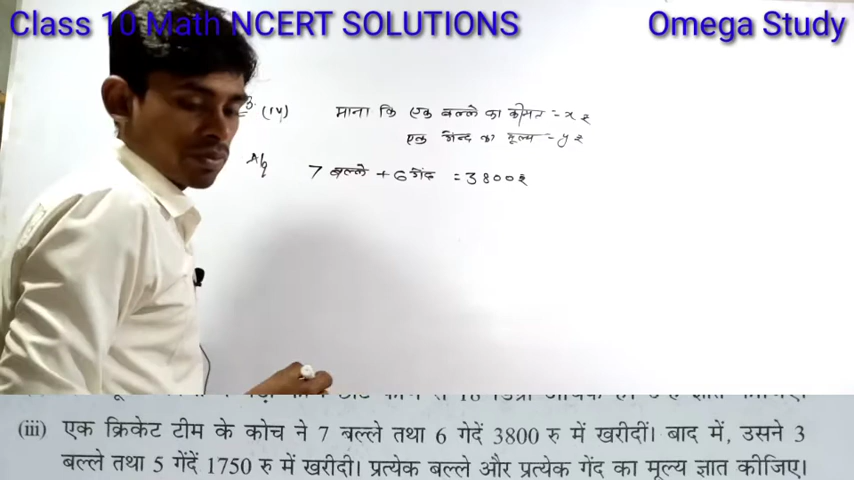 Class 10 Math NCERT SOLUTIONS
Omega Study
3. (iv) माना कि एक बल्ले का कीमत = x ₹
एक गेन्द का मूल्य = y ₹
A/q 7 बल्ले + 6 गेंद = 3800₹
(iii) एक क्रिकेट टीम के कोच ने 7 बल्ले तथा 6 गेदें 3800 रु में खरीदीं। बाद में, उसने 3
बल्ले तथा 5 गेंदें 1750 रु में खरीदी। प्रत्येक बल्ले और प्रत्येक गेंद का मूल्य ज्ञात कीजिए।